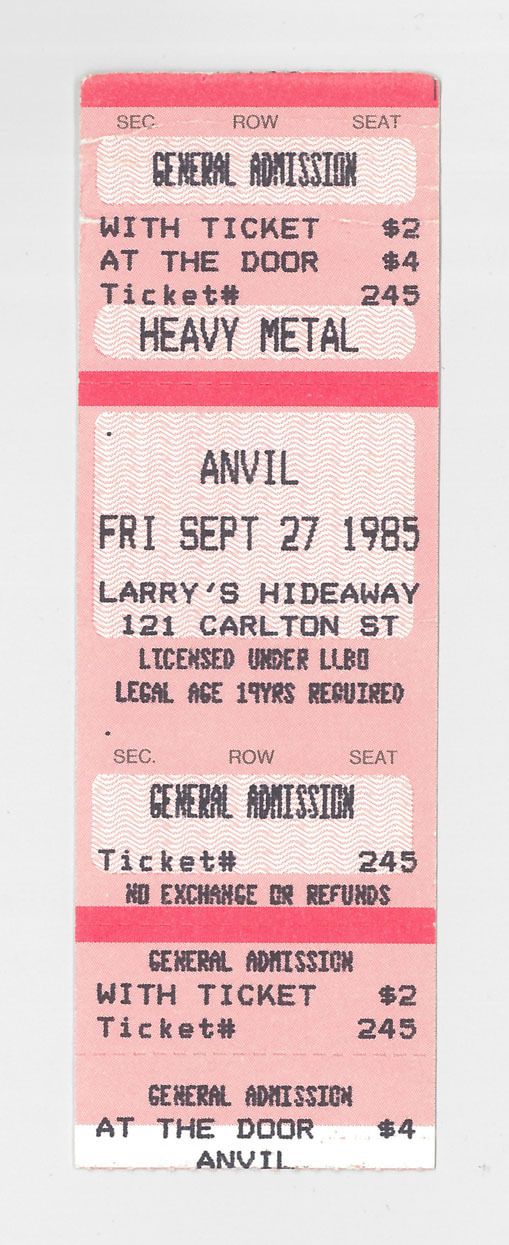 SEC ROW SEAT
GENERAL ADMISSION
WITH TICKET $2
AT THE DOOR $4
Ticket# 245
HEAVY METAL
ANVIL
FRI SEPT 27 1985
LARRY'S HIDEAWAY
121 CARLTON ST
LICENSED UNDER LLBO
LEGAL AGE 19YRS REQUIRED
SEC. ROW SEAT
GENERAL ADMISSION
Ticket# 245
NO EXCHANGE OR REFUNDS
GENERAL ADMISSION
WITH TICKET $2
Ticket# 245
GENERAL ADMISSION
AT THE DOOR $4
ANVIL